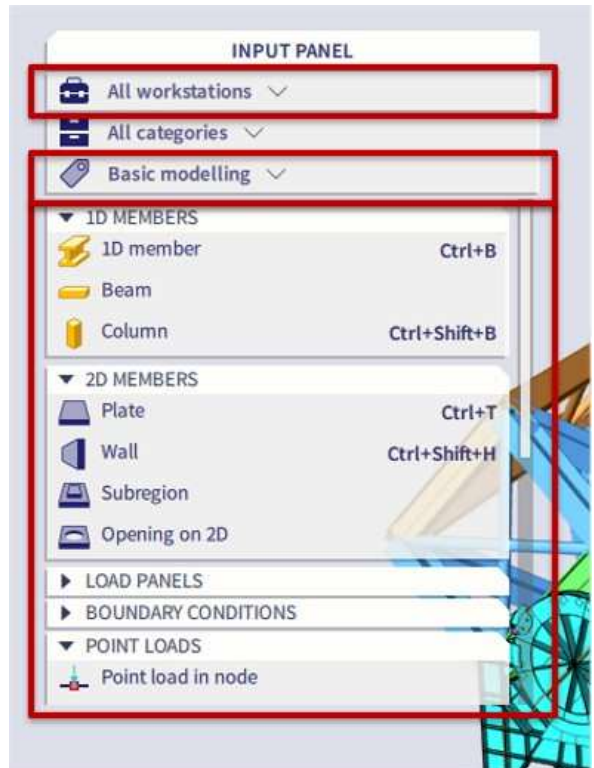 INPUT PANEL
All workstations
All categories
Basic modelling
1D MEMBERS
1D member Ctrl+B
Beam
Column Ctrl+Shift+B
2D MEMBERS
Plate Ctrl+T
Wall Ctrl+Shift+H
Subregion
Opening on 2D
LOAD PANELS
BOUNDARY CONDITIONS
POINT LOADS
Point load in node